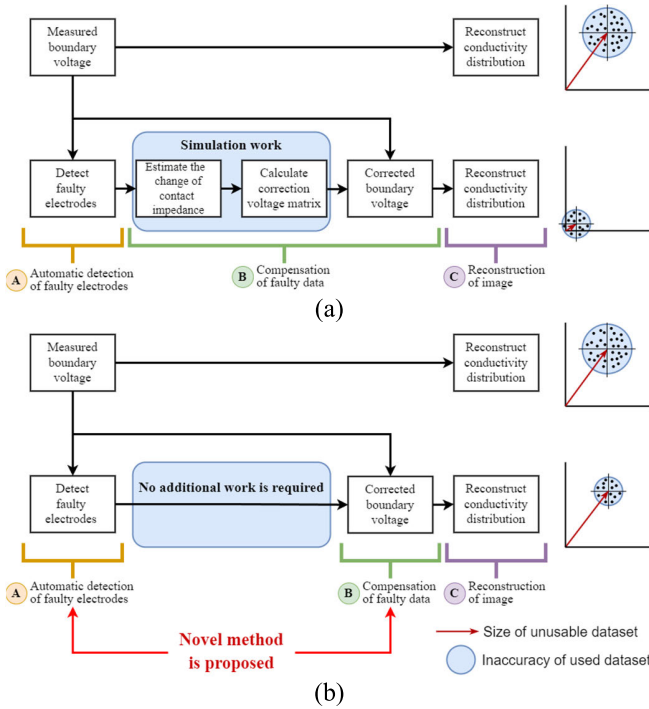 Measured
boundary
voltage
Reconstruct
conductivity
distribution
Simulation work
Detect
faulty
electrodes
Estimate the
change of
contact
impedance
Calculate
correction
voltage matrix
Corrected
boundary
voltage
Reconstruct
conductivity
distribution
A Automatic detection
of faulty electrodes
B Compensation
of faulty data
C Reconstruction
of image
(a)
Measured
boundary
voltage
Reconstruct
conductivity
distribution
Detect
faulty
electrodes
No additional work is required
Corrected
boundary
voltage
Reconstruct
conductivity
distribution
A Automatic detection
of faulty electrodes
B Compensation
of faulty data
C Reconstruction
of image
Novel method
is proposed
Size of unusable dataset
Inaccuracy of used dataset
(b)